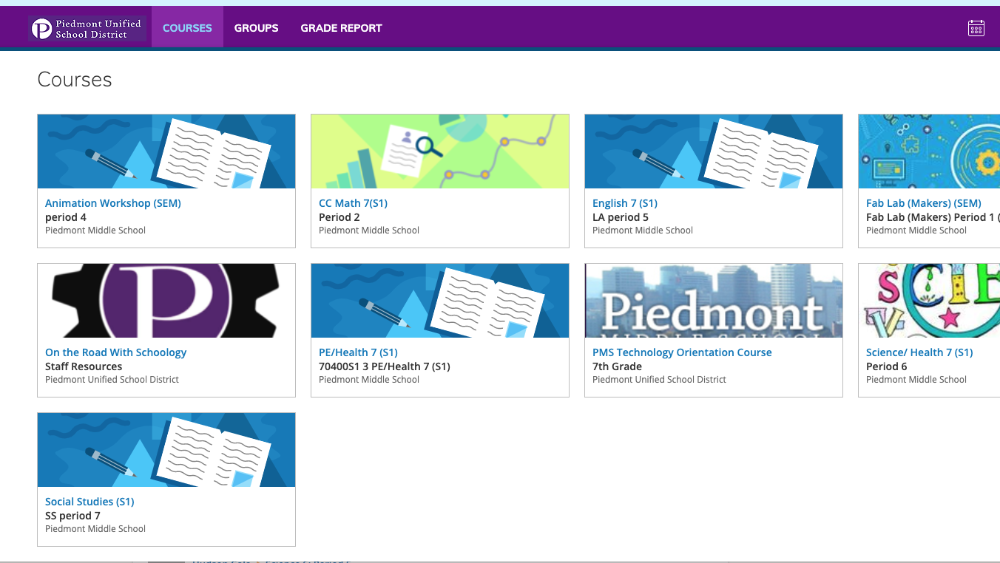 Piedmont Unified
School District
COURSES
GROUPS
GRADE REPORT
Courses
Animation Workshop (SEM)
period 4
Piedmont Middle School
CC Math 7(S1)
Period 2
Piedmont Middle School
English 7 (S1)
LA period 5
Piedmont Middle School
Fab Lab (Makers) (SEM)
Fab Lab (Makers) Period 1 (
Piedmont Middle School
P
On the Road With Schoology
Staff Resources
Piedmont Unified School District
PE/Health 7 (S1)
70400S1 3 PE/Health 7 (S1)
Piedmont Middle School
Piedmont
MIDDLE SCHOOL
PMS Technology Orientation Course
7th Grade
Piedmont Unified School District
SCIE
Science/ Health 7 (S1)
Period 6
Piedmont Middle School
Social Studies (S1)
SS period 7
Piedmont Middle School